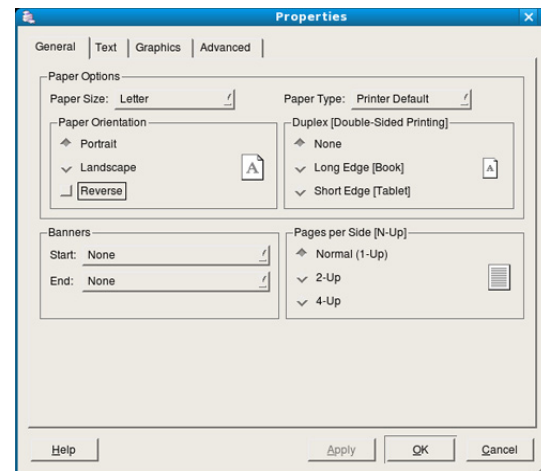 Properties
General Text Graphics Advanced
Paper Options
Paper Size: Letter
Paper Type: Printer Default
Paper Orientation
Portrait
Landscape
Reverse
A
Duplex [Double-Sided Printing]
None
Long Edge [Book]
Short Edge [Tablet]
A
Banners
Start: None
End: None
Pages per Side [N-Up]
Normal (1-Up)
2-Up
4-Up
Help Apply OK Cancel